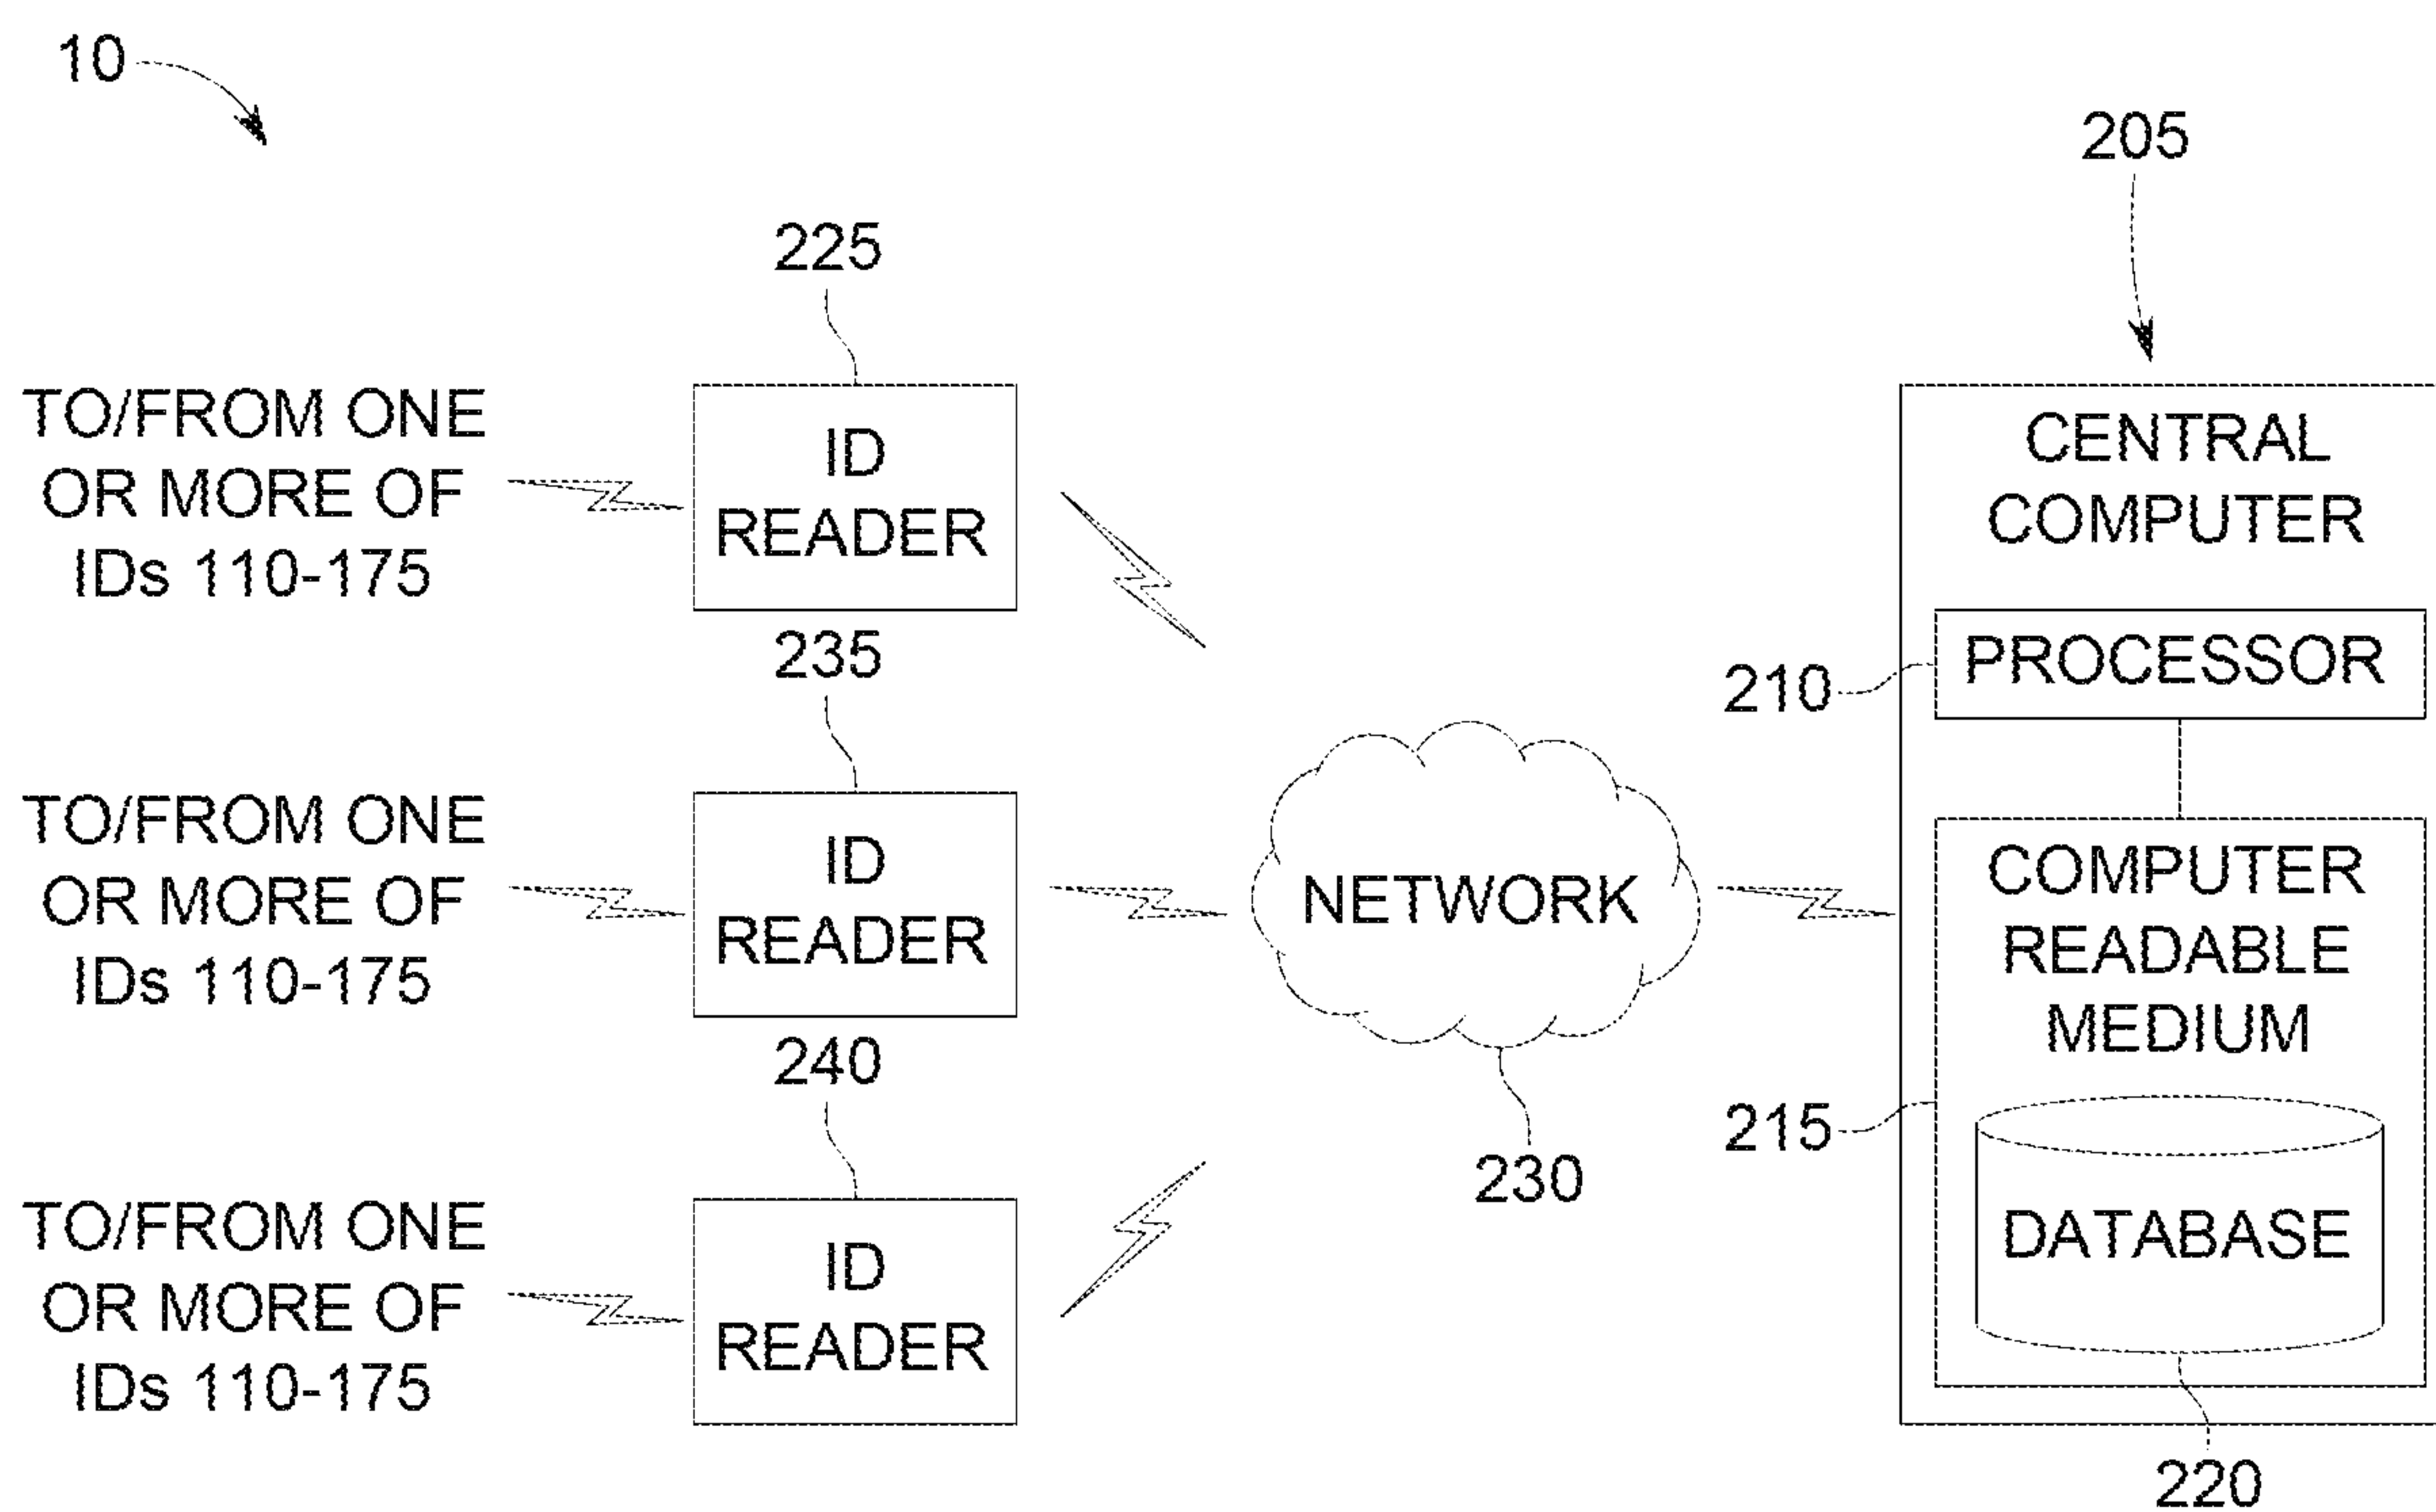 10
205
225
TO/FROM ONE
OR MORE OF
IDs 110-175
ID
READER
CENTRAL
COMPUTER
235
210
PROCESSOR
TO/FROM ONE
OR MORE OF
IDs 110-175
ID
READER
NETWORK
COMPUTER
READABLE
MEDIUM
240
230
215
DATABASE
TO/FROM ONE
OR MORE OF
IDs 110-175
ID
READER
220